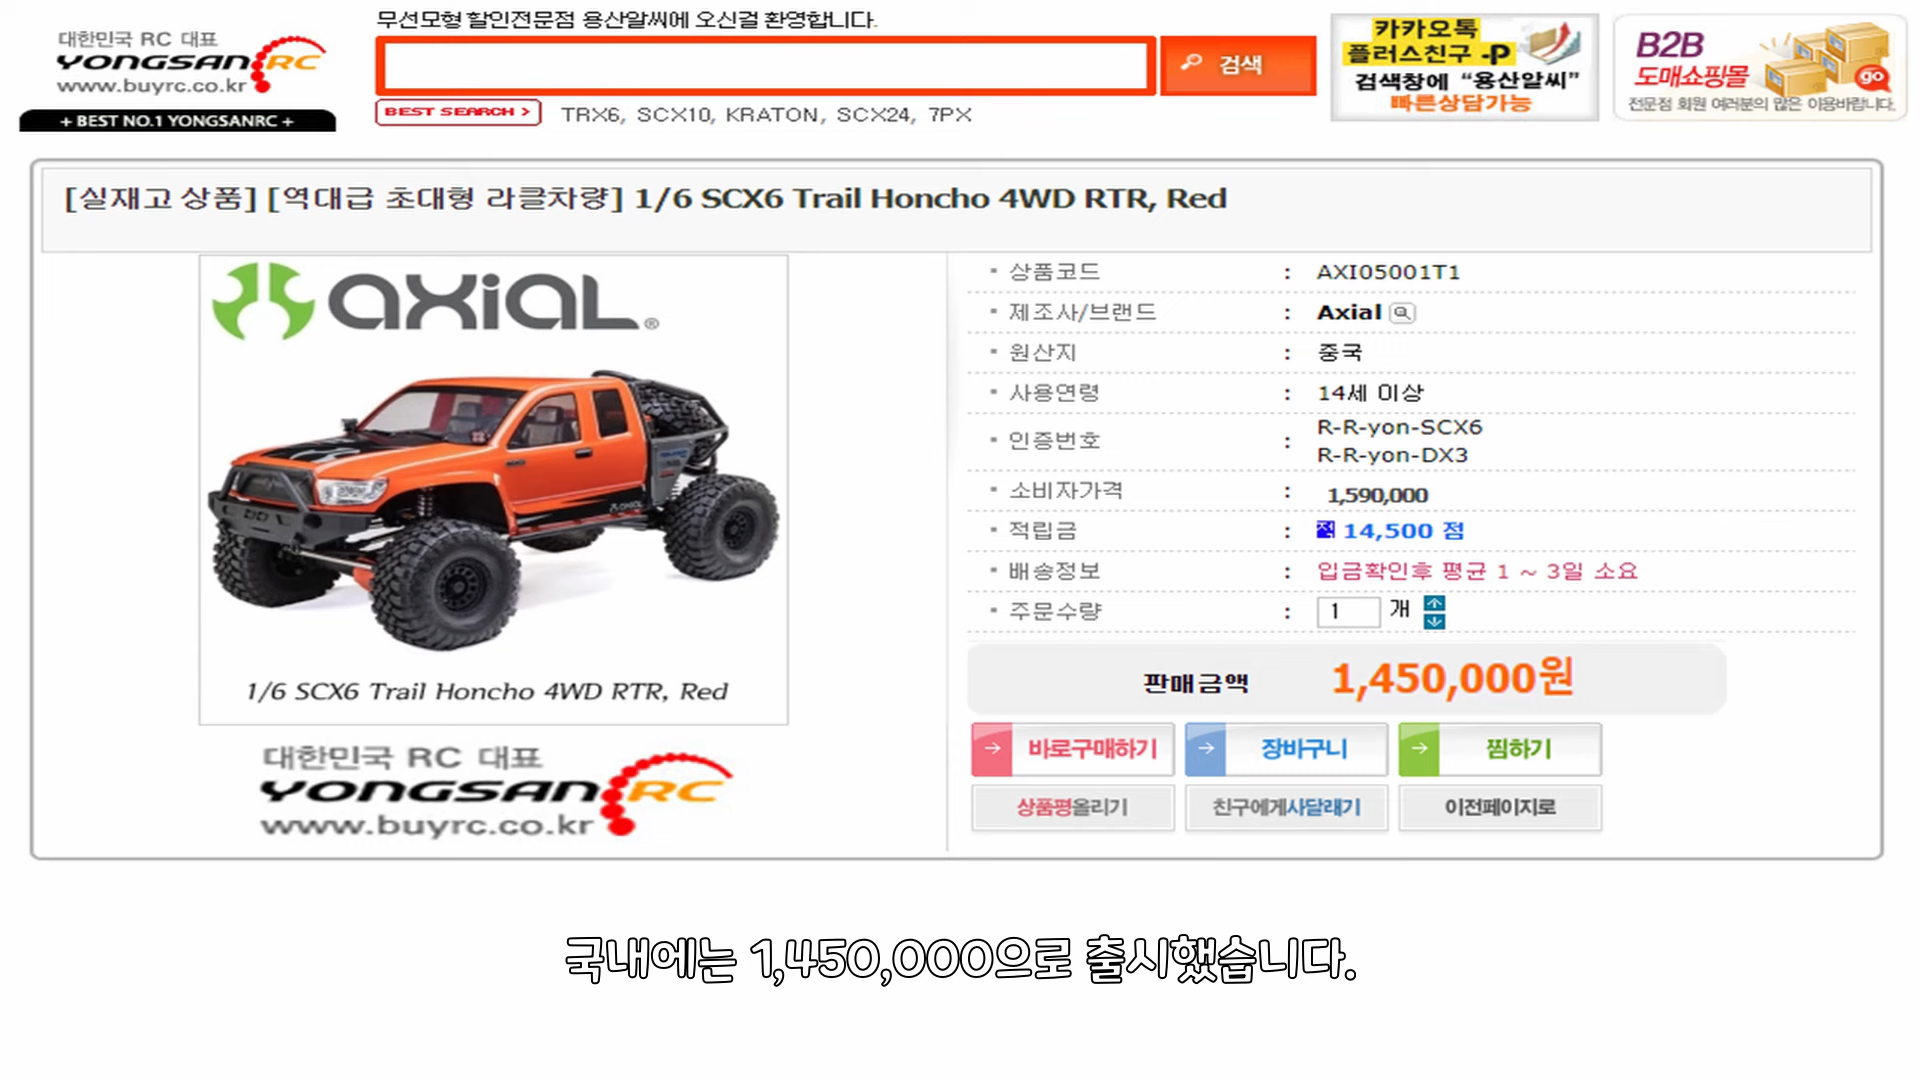 대한민국 RC 대표
YONGSAN RC
www.buyrc.co.kr
+ BEST NO.1 YONGSANRC +
무선모형 할인전문점 용산알씨에 오신걸 환영합니다.
검색
BEST SEARCH >
TRX6, SCX10, KRATON, SCX24, 7PX
카카오톡
플러스친구 -P
검색창에 “용산알씨”
빠른상담가능
B2B
도매쇼핑몰
go
전문점 회원 여러분의 많은 이용바랍니다.
[실재고 상품] [역대급 초대형 라클차량] 1/6 SCX6 Trail Honcho 4WD RTR, Red
AXIAL®
AXIAL
1/6 SCX6 Trail Honcho 4WD RTR, Red
대한민국 RC 대표
YONGSAN RC
www.buyrc.co.kr
상품코드 : AXI05001T1
제조사/브랜드 : Axial
원산지 : 중국
사용연령 : 14세 이상
인증번호 : R-R-yon-SCX6
R-R-yon-DX3
소비자가격 : 1,590,000
적립금 : 14,500 점
배송정보 : 입금확인후 평균 1 ~ 3일 소요
주문수량 : 1 개
판매금액 1,450,000원
바로구매하기 장바구니 찜하기
상품평올리기 친구에게사달래기 이전페이지로
국내에는 1,450,000으로 출시했습니다.